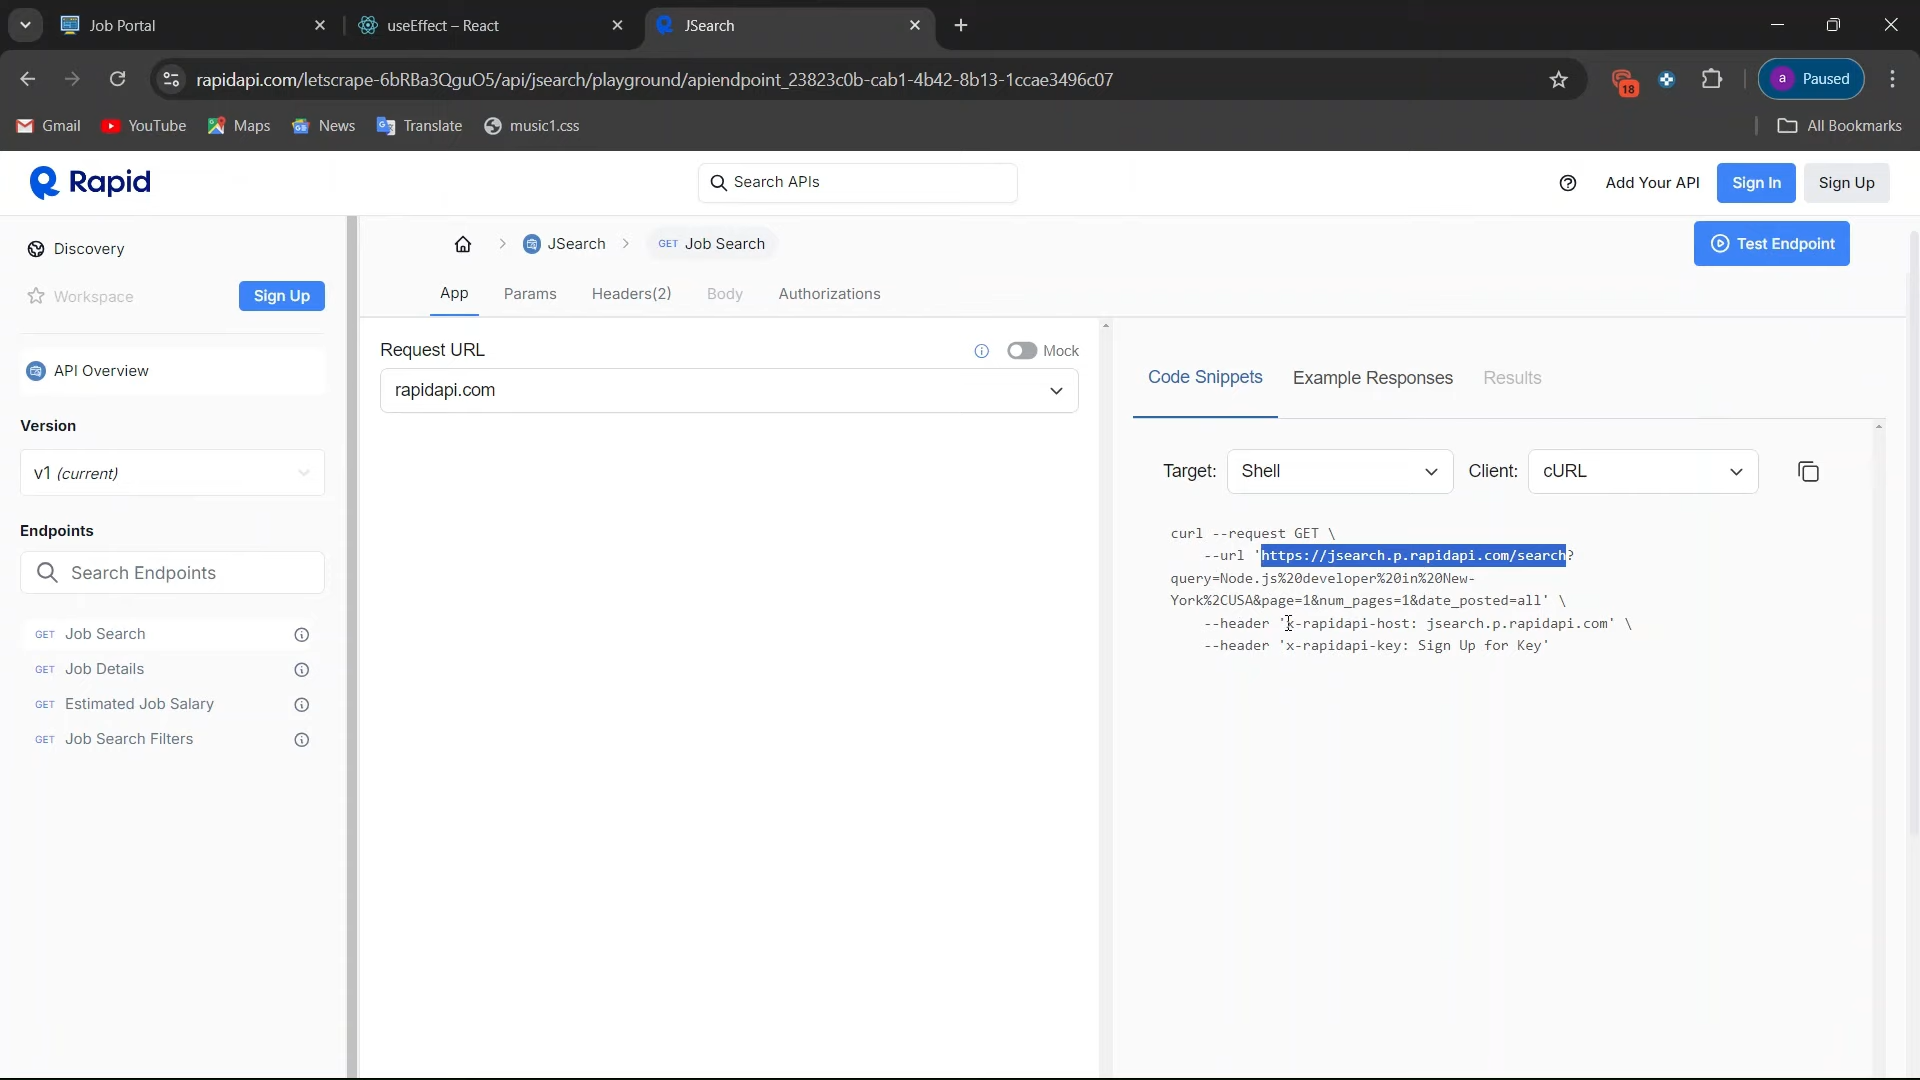 Job Portal
useEffect – React
JSearch
rapidapi.com/letscrape-6bRBa3QguO5/api/jsearch/playground/apiendpoint_23823c0b-cab1-4b42-8b13-1ccae3496c07
18
a Paused
Gmail
YouTube
Maps
News
Translate
music1.css
All Bookmarks
Rapid
Search APIs
Add Your API
Sign In
Sign Up
Discovery
Workspace
Sign Up
API Overview
Version
v1 (current)
Endpoints
Search Endpoints
GET Job Search
GET Job Details
GET Estimated Job Salary
GET Job Search Filters
JSearch
GET Job Search
Test Endpoint
App
Params
Headers(2)
Body
Authorizations
Request URL
Mock
rapidapi.com
Code Snippets
Example Responses
Results
Target:
Shell
Client:
cURL
curl --request GET \
--url 'https://jsearch.p.rapidapi.com/search?
query=Node.js%20developer%20in%20New-
York%2CUSA&page=1&num_pages=1&date_posted=all' \
--header 'x-rapidapi-host: jsearch.p.rapidapi.com' \
--header 'x-rapidapi-key: Sign Up for Key'